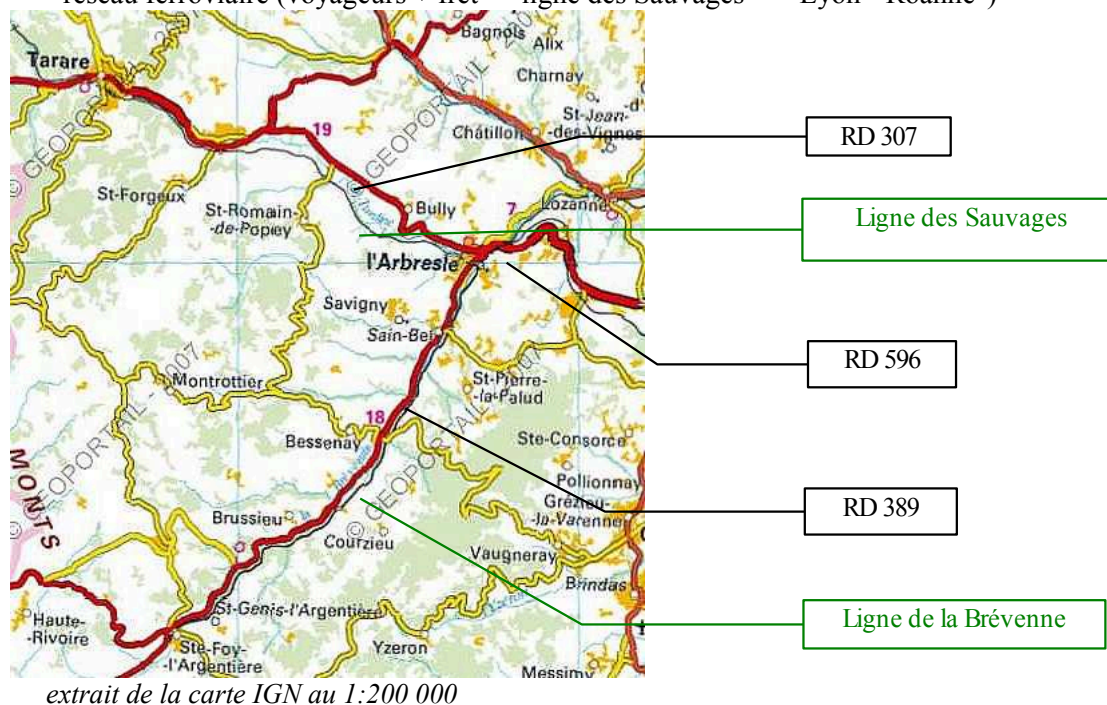 réseau ferroviaire (voyageurs + fret
ligne des Sauvages
Lyon
Roanne
Bagnols
Alix
Tarare
Charnay
St-Jean-
-des-Vignes
Châtillon
RD 307
19
© GEOPORTAIL - 2007
St-Forgeux
St-Romain-
-de-Popey
Bully
7
Lozanne
Ligne des Sauvages
l'Arbresle
Savigny
Sain-Bel
RD 596
Montrottier
St-Pierre-
-la-Palud
18
Bessenay
Ste-Consorce
MONTS
Pollionnay
Grézieu-
-la-Varenne
RD 389
Brussieu
Courzieu
Vaugneray
Brindas
St-Genis-l'Argentière
Haute-
-Rivoire
Ligne de la Brévenne
Ste-Foy-
-l'Argentière
Yzeron
Messimy
extrait de la carte IGN au 1:200 000